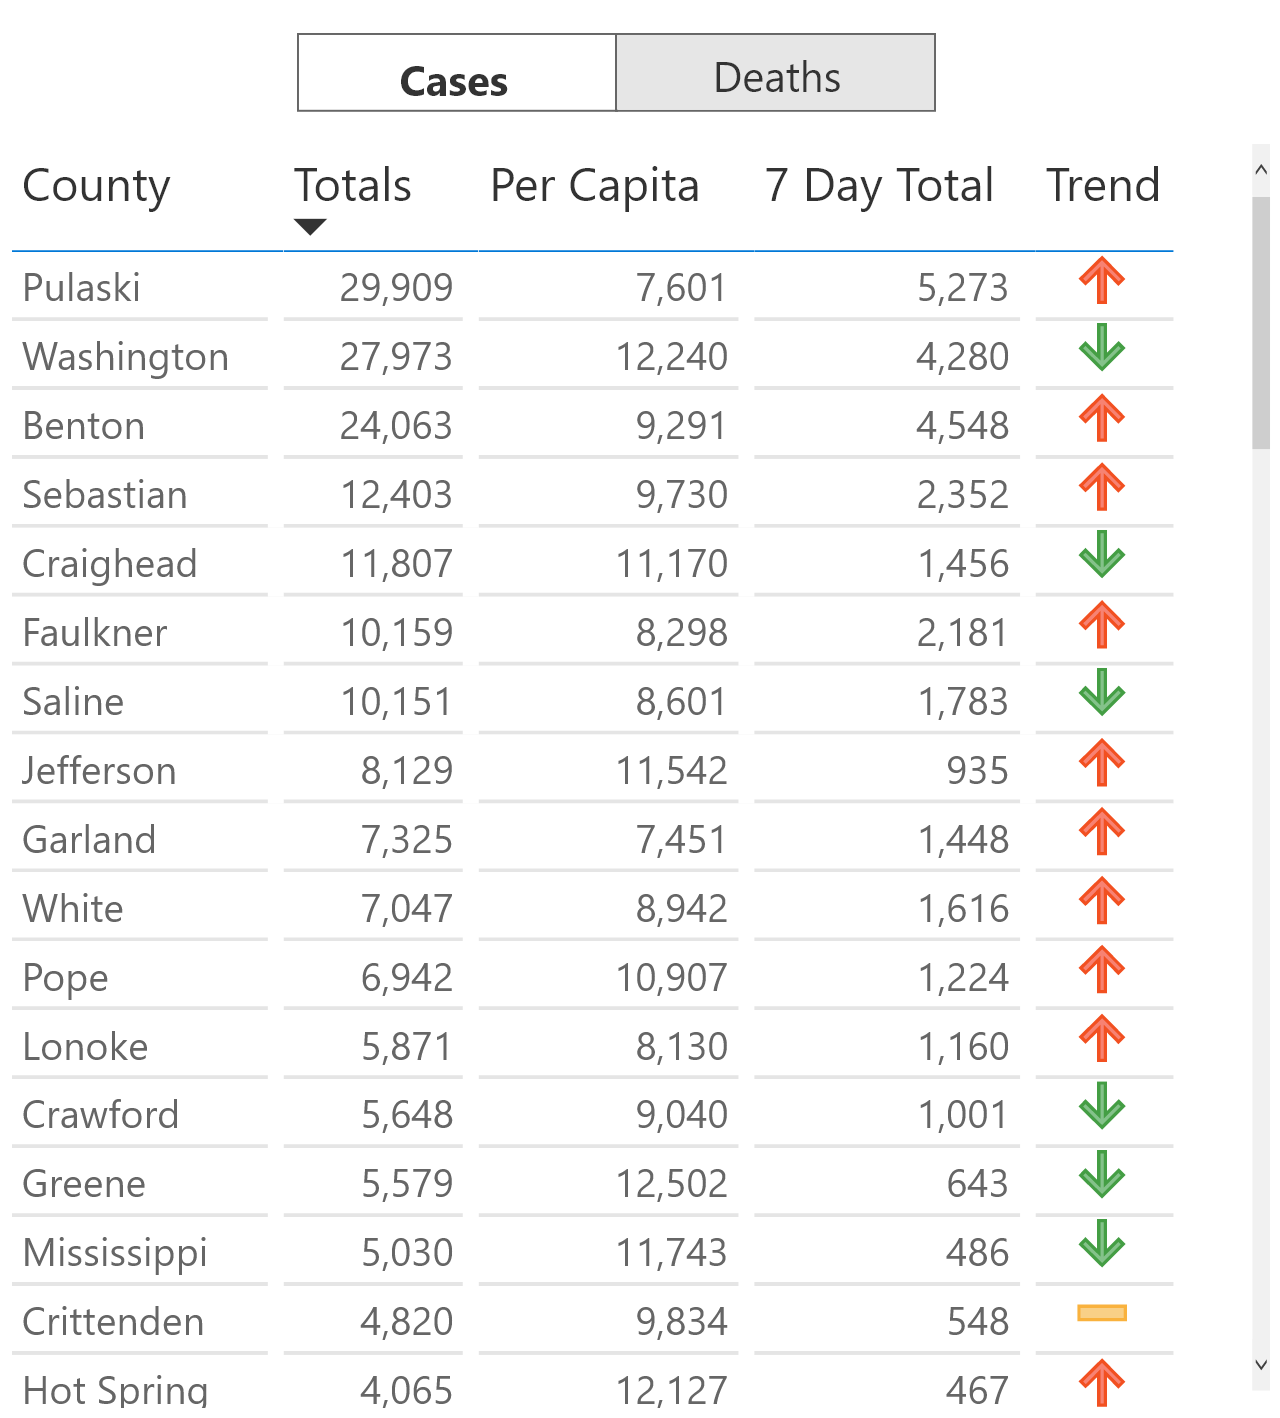 Cases Deaths
County Totals Per Capita 7 Day Total Trend
Pulaski 29,909 7,601 5,273
Washington 27,973 12,240 4,280
Benton 24,063 9,291 4,548
Sebastian 12,403 9,730 2,352
Craighead 11,807 11,170 1,456
Faulkner 10,159 8,298 2,181
Saline 10,151 8,601 1,783
Jefferson 8,129 11,542 935
Garland 7,325 7,451 1,448
White 7,047 8,942 1,616
Pope 6,942 10,907 1,224
Lonoke 5,871 8,130 1,160
Crawford 5,648 9,040 1,001
Greene 5,579 12,502 643
Mississippi 5,030 11,743 486
Crittenden 4,820 9,834 548
Hot Spring 4,065 12,127 467